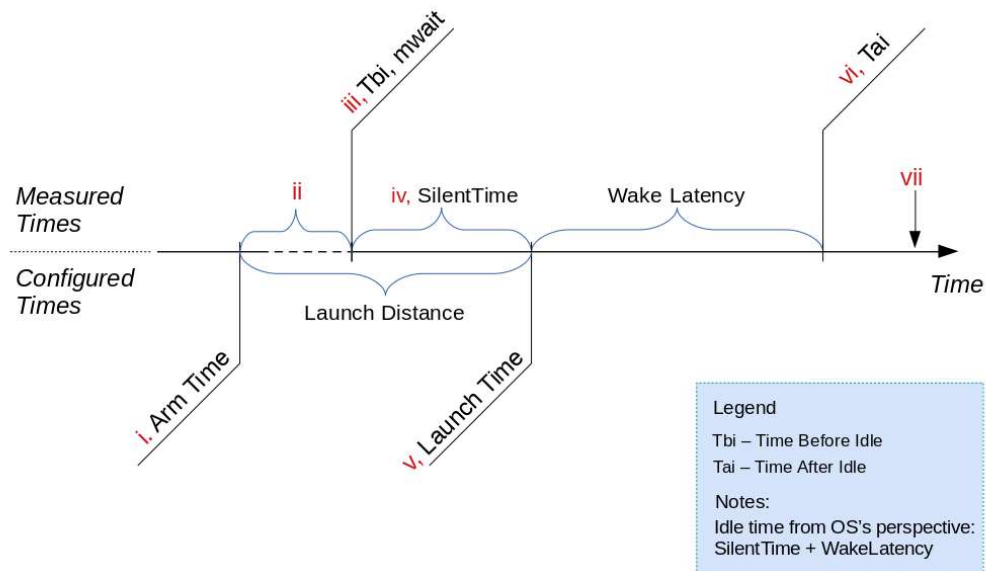 iii, Tbi, mwait
vi, Tai
Measured
Times
ii
iv, SilentTime
Wake Latency
vii
Configured
Times
Launch Distance
Time
i. Arm Time
v, Launch Time
Legend
Tbi – Time Before Idle
Tai – Time After Idle
Notes:
Idle time from OS's perspective:
SilentTime + WakeLatency